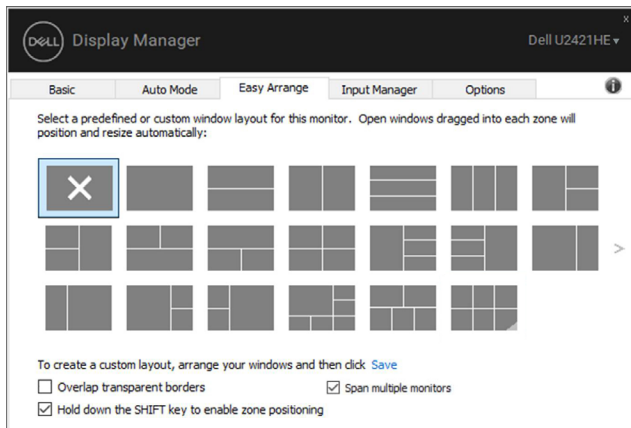 x
DELL Display Manager Dell U2421HE
Basic Auto Mode Easy Arrange Input Manager Options i
Select a predefined or custom window layout for this monitor. Open windows dragged into each zone will
position and resize automatically:
To create a custom layout, arrange your windows and then click Save
Overlap transparent borders Span multiple monitors
Hold down the SHIFT key to enable zone positioning